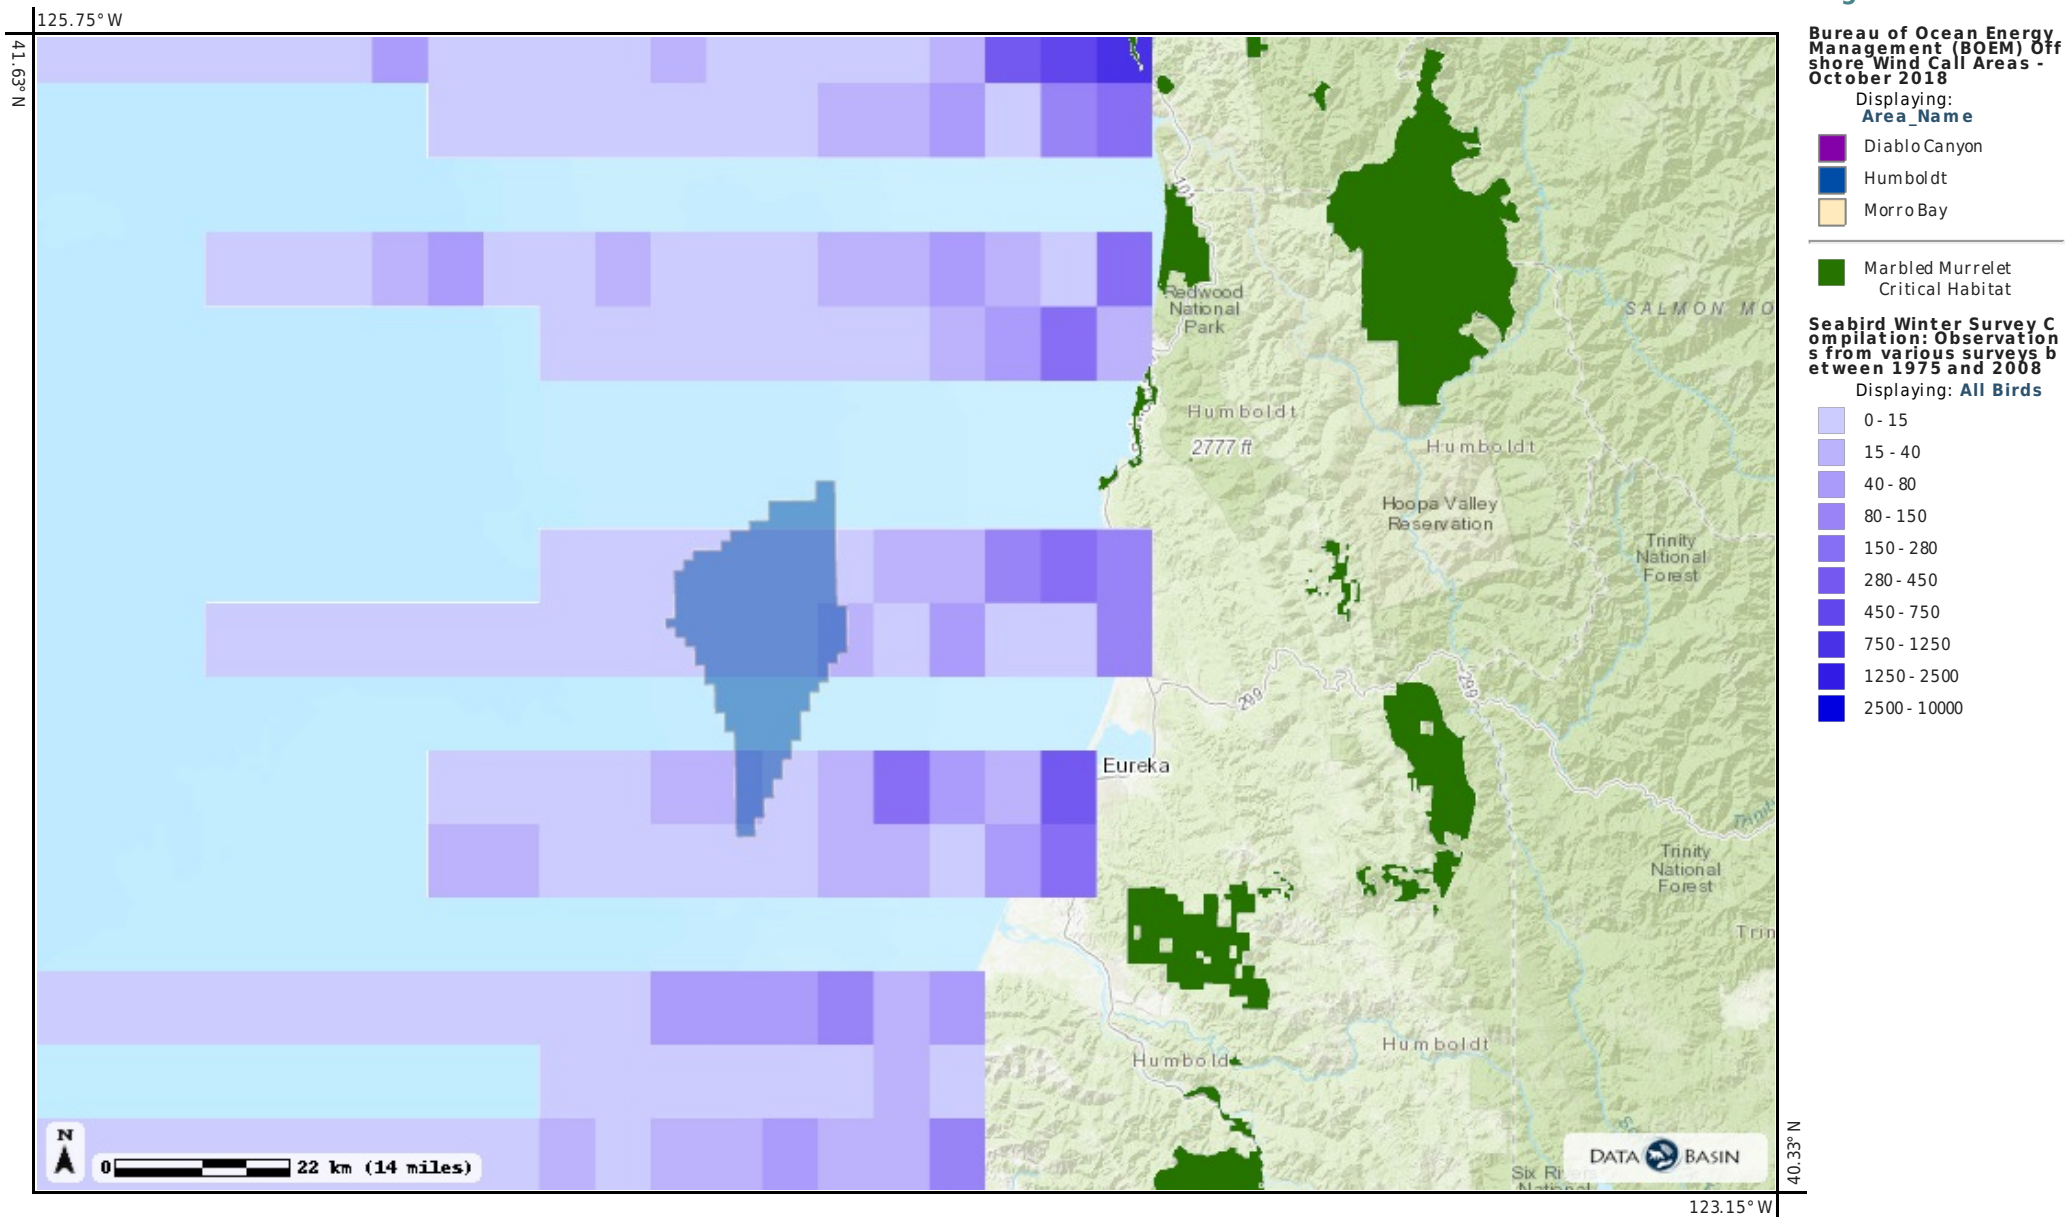 125.75° W
41.63° N
101
Redwood
National
Park
SALMON MO
Humboldt
2777 ft
Humboldt
Hoopa Valley
Reservation
Trinity
National
Forest
299
299
Eureka
Trinity
National
Forest
Trin
Humbold
Humboldt
N
0 22 km (14 miles)
DATA BASIN
Six Rivers
National
40.33° N
123.15° W
Bureau of Ocean Energy
Management (BOEM) Off
shore Wind Call Areas -
October 2018
Displaying:
Area_Name
Diablo Canyon
Humboldt
Morro Bay
Marbled Murrelet
Critical Habitat
Seabird Winter Survey C
ompilation: Observation
s from various surveys b
etween 1975 and 2008
Displaying: All Birds
0 - 15
15 - 40
40 - 80
80 - 150
150 - 280
280 - 450
450 - 750
750 - 1250
1250 - 2500
2500 - 10000